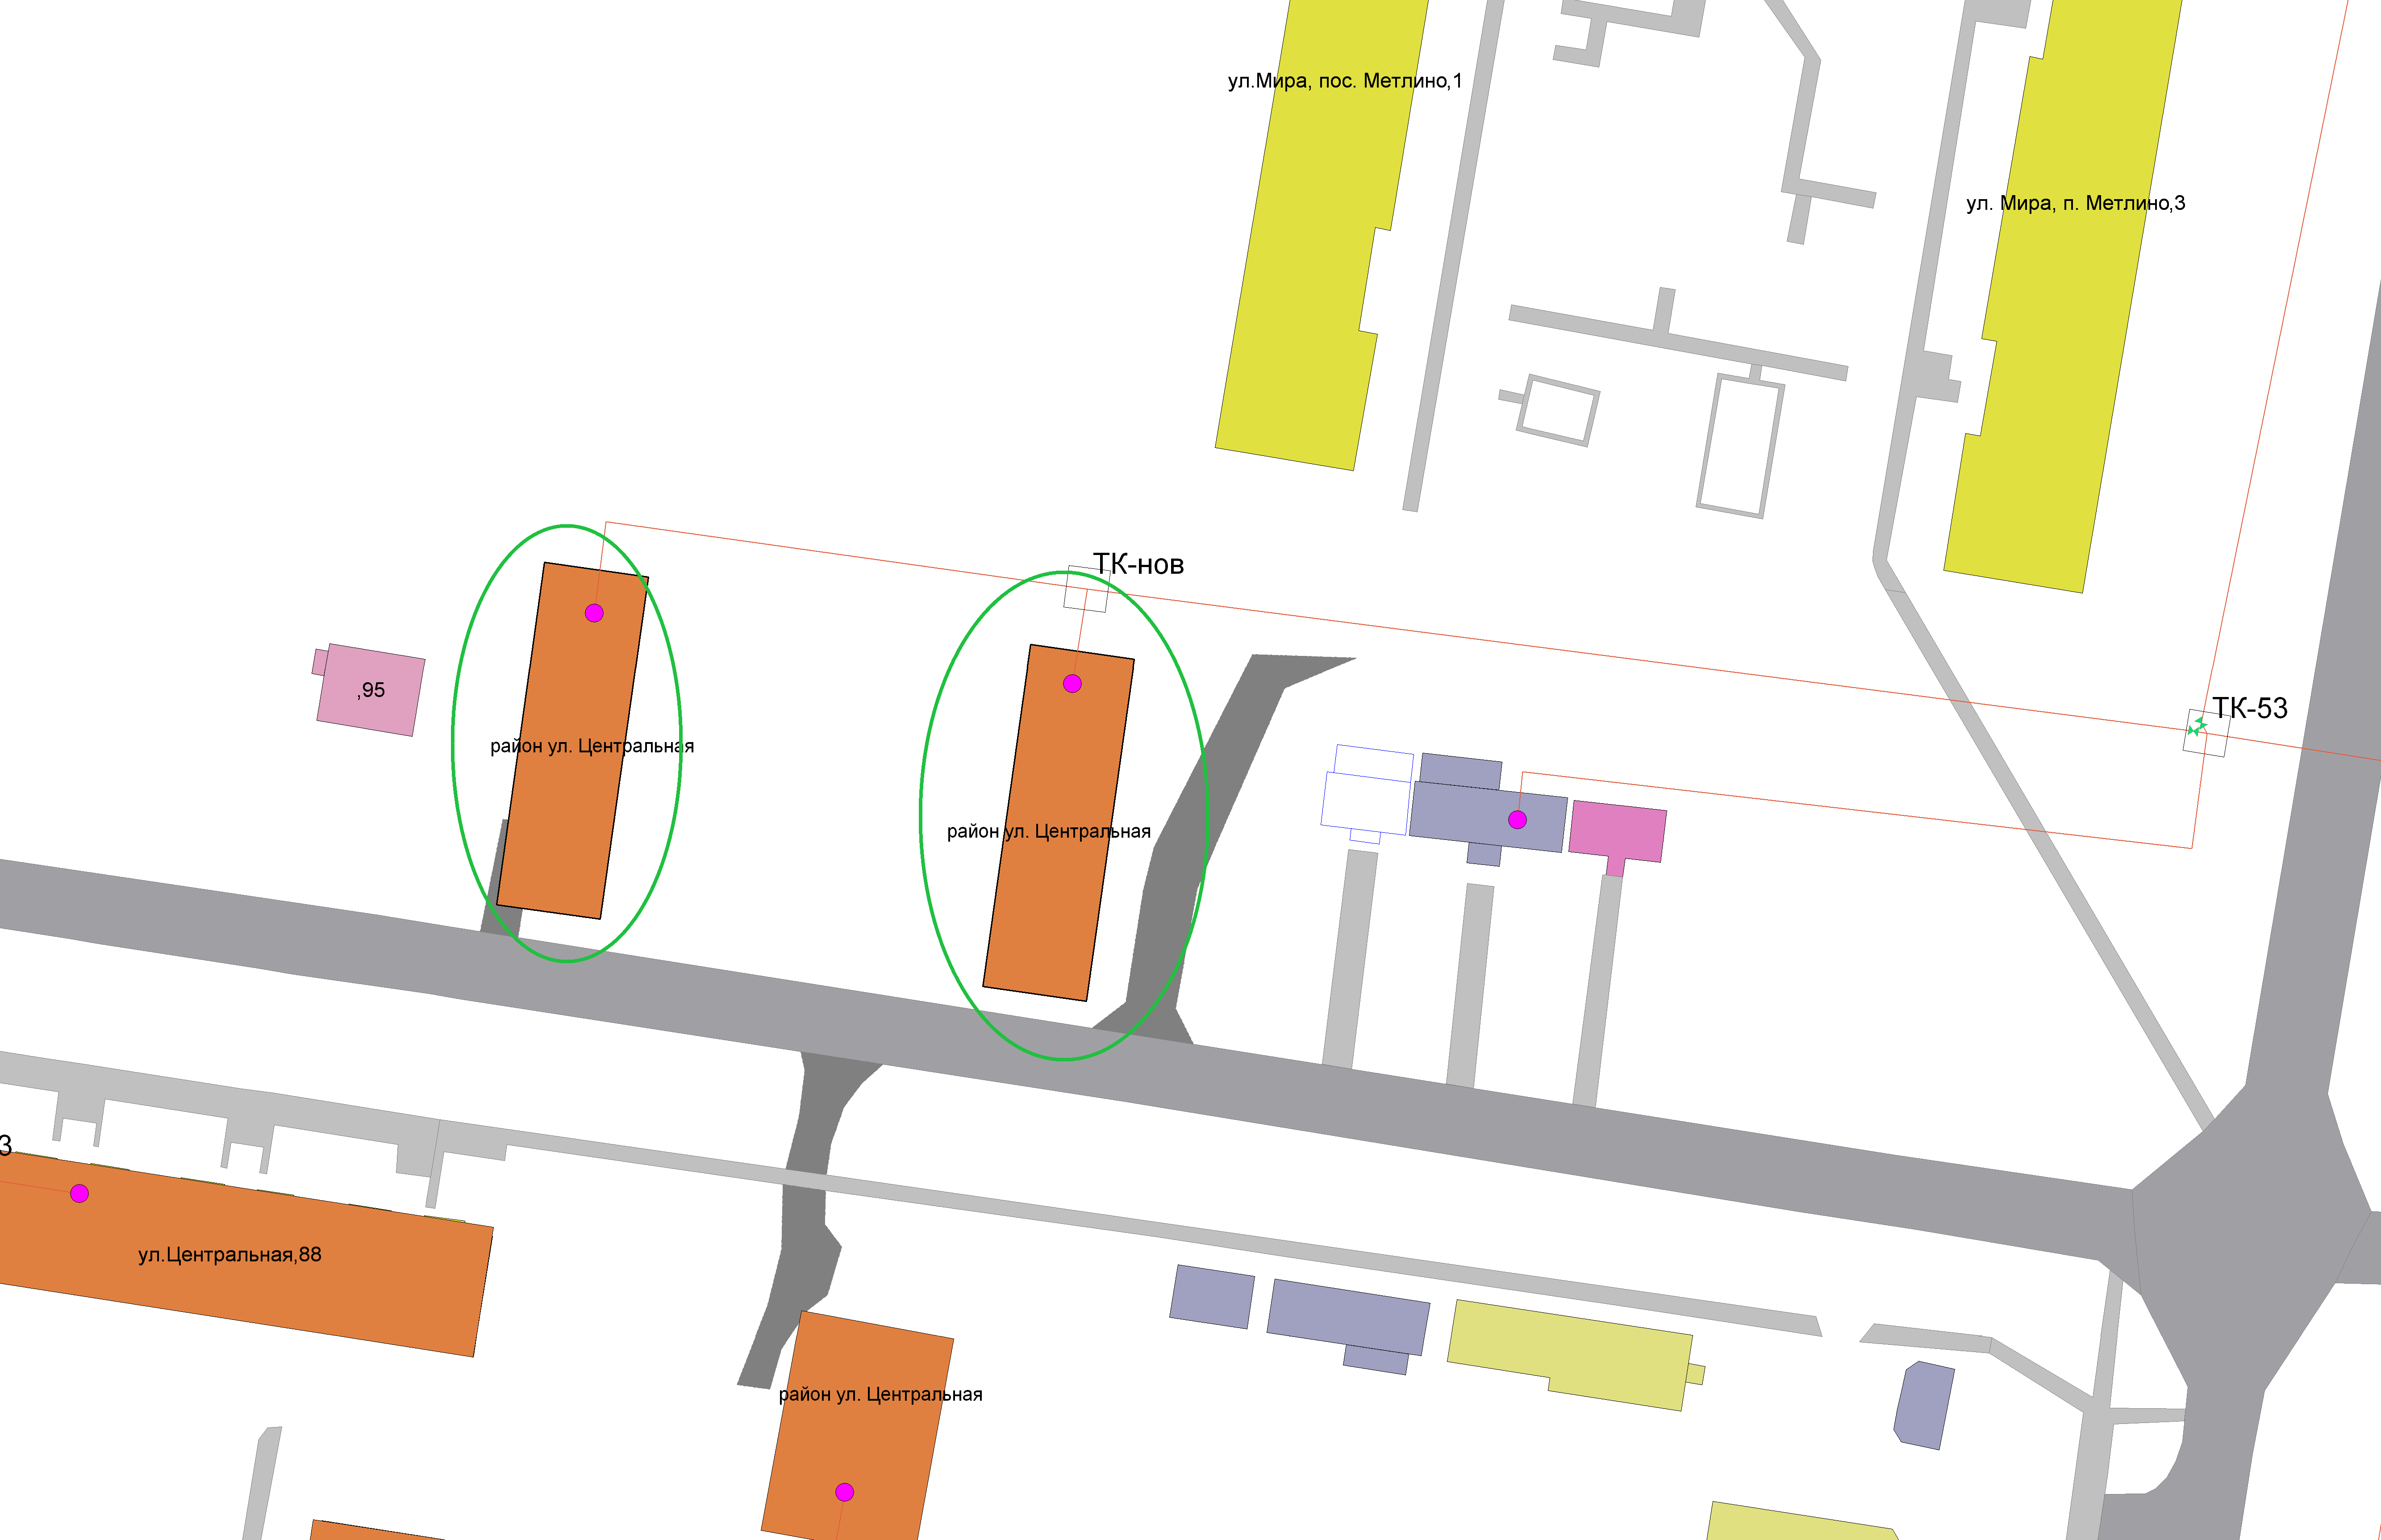 ул.Мира, пос. Метлино,1
ул. Мира, п. Метлино,3
ТК-нов
,95
ТК-53
район ул. Центральная
район ул. Центральная
3
ул.Центральная,88
район ул. Центральная